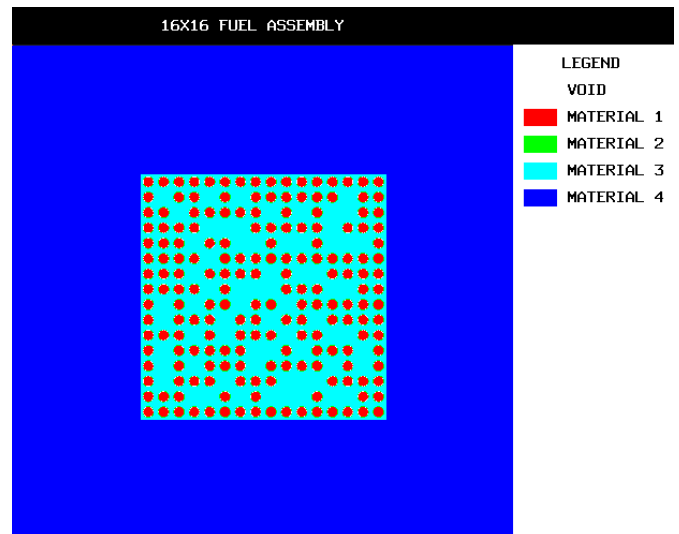 16X16 FUEL ASSEMBLY
LEGEND
VOID
MATERIAL 1
MATERIAL 2
MATERIAL 3
MATERIAL 4